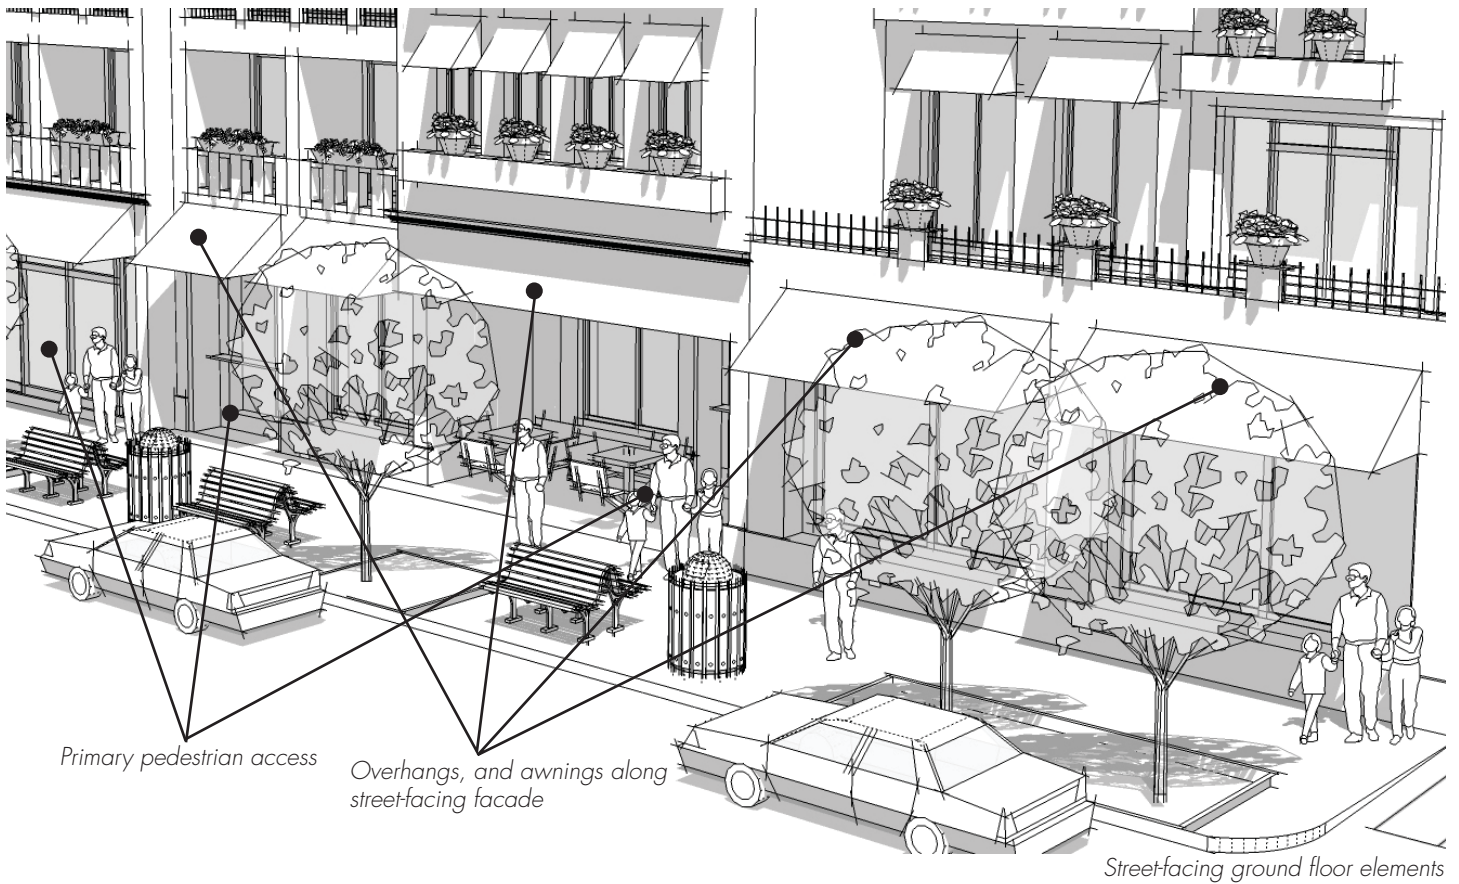 Primary pedestrian access
Overhangs, and awnings along
street-facing facade
Street-facing ground floor elements